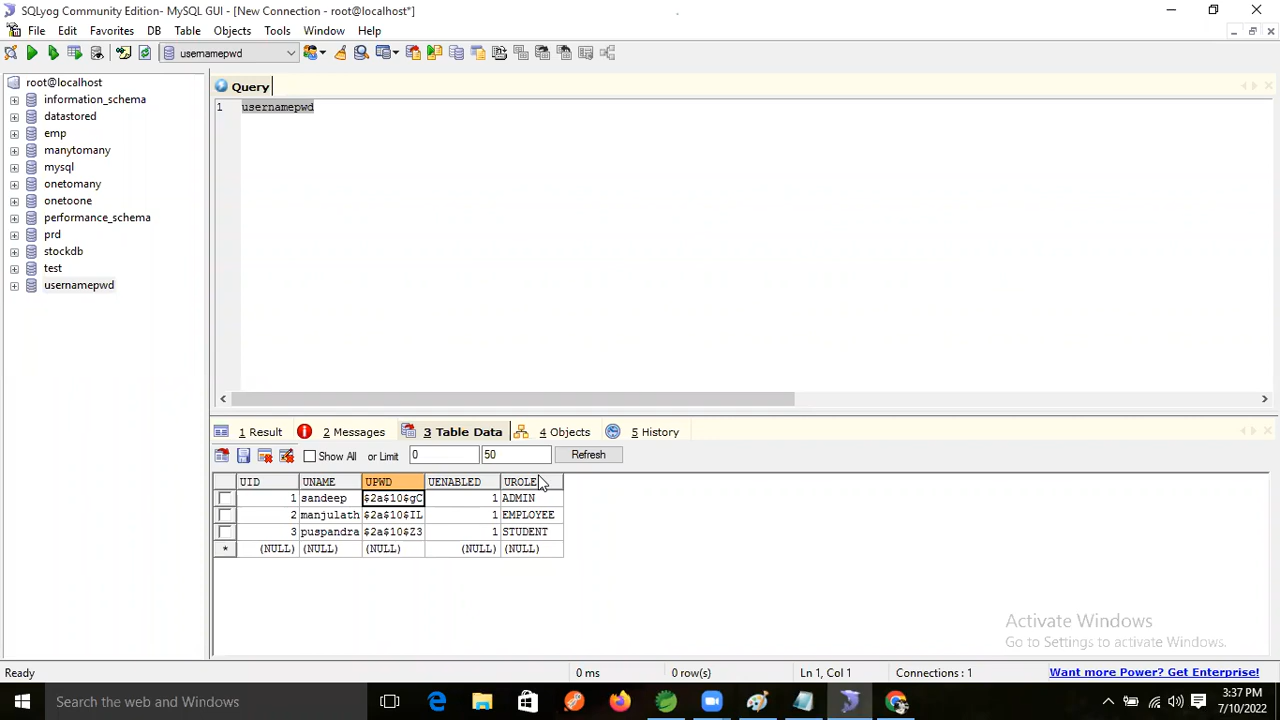 SQLyog Community Edition- MySQL GUI - [New Connection - root@localhost*]
File Edit Favorites DB Table Objects Tools Window Help
usernamepwd
root@localhost
information_schema
datastored
emp
manytomany
mysql
onetomany
onetoone
performance_schema
prd
stockdb
test
usernamepwd
Query
1 usernamepwd
1 Result 2 Messages 3 Table Data 4 Objects 5 History
Show All or Limit 0 50 Refresh
UID UNAME UPWD UENABLED UROLE
1 sandeep $2a$10$gC 1 ADMIN
2 manjulath $2a$10$IL 1 EMPLOYEE
3 puspandra $2a$10$Z3 1 STUDENT
* (NULL) (NULL) (NULL) (NULL) (NULL)
Activate Windows
Go to Settings to activate Windows.
Ready 0 ms 0 row(s) Ln 1, Col 1 Connections : 1 Want more Power? Get Enterprise!
Search the web and Windows
3:37 PM
7/10/2022